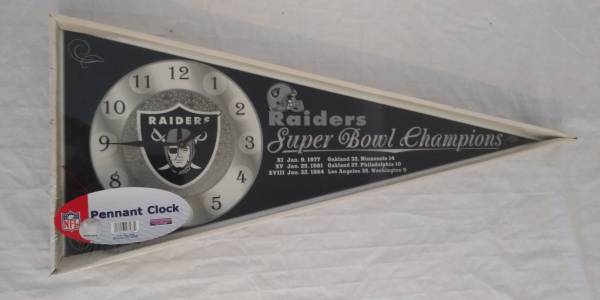 12
11
1
10
2
9
3
4
5
RAIDERS
Raiders
Super Bowl Champions
XI Jan. 9, 1977 Oakland 32, Minnesota 14
XV Jan. 25, 1981 Oakland 27, Philadelphia 10
XVIII Jan. 22, 1984 Los Angeles 38, Washington 9
NFL
Pennant Clock